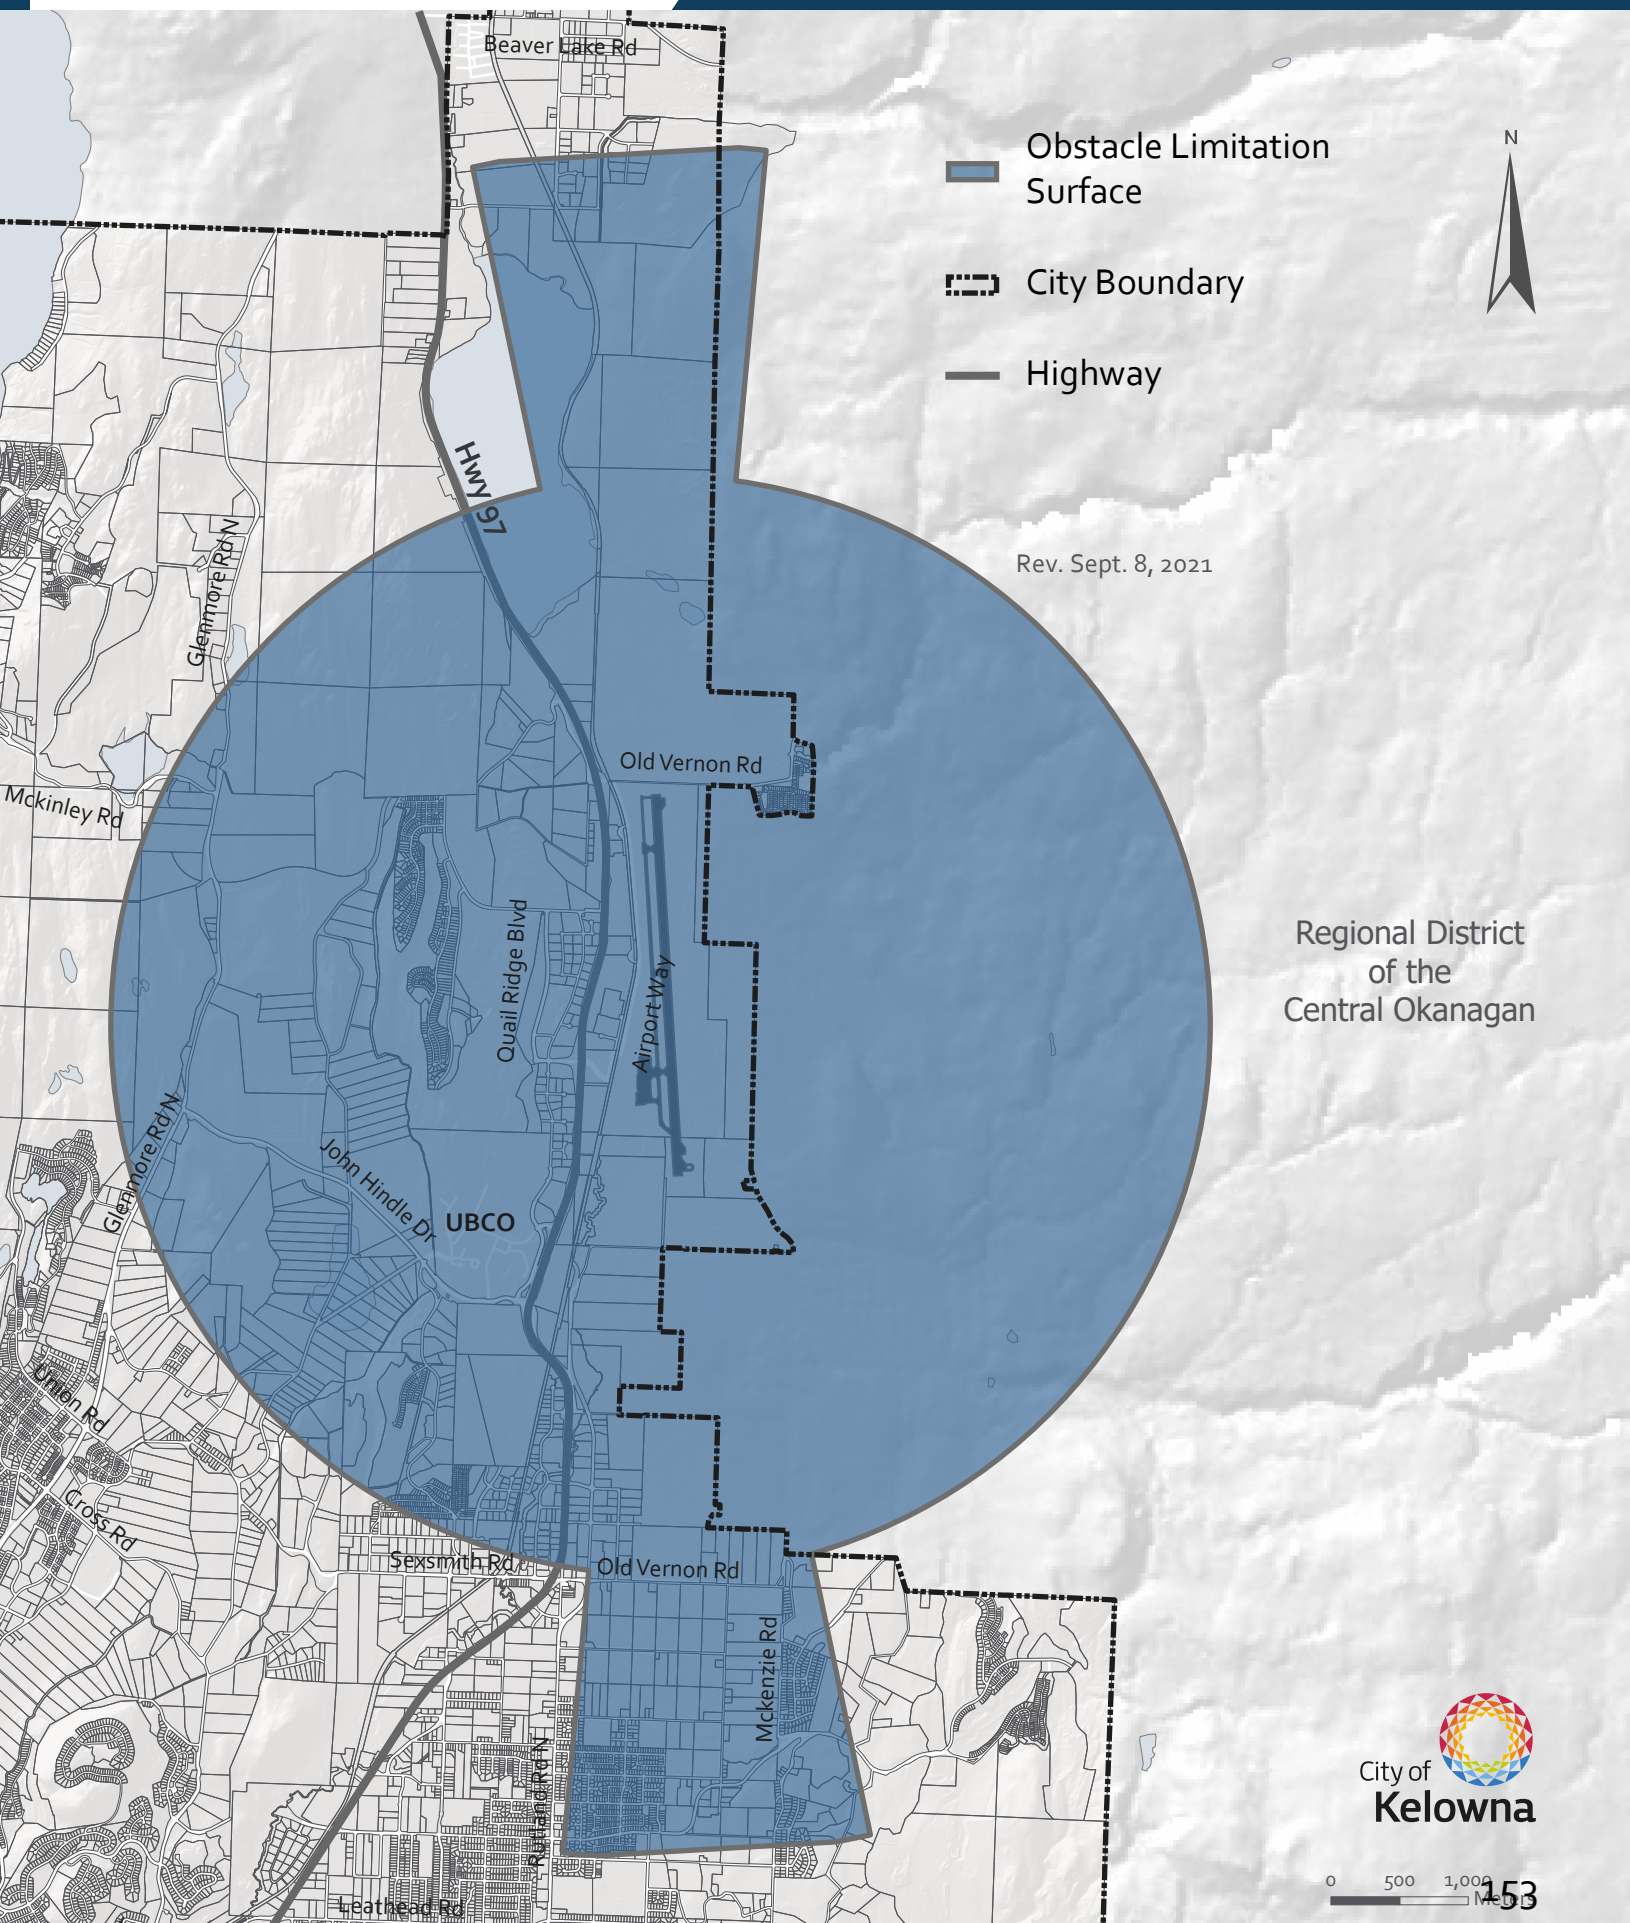 Beaver Lake Rd
Obstacle Limitation
Surface
N
City Boundary
Highway
Hwy 97
Rev. Sept. 8, 2021
Glenmore Rd N
Old Vernon Rd
Mckinley Rd
Quail Ridge Blvd
Airport Way
Regional District
of the
Central Okanagan
Glenmore Rd N
John Hindle Dr
UBCO
Union Rd
Cross Rd
Sexsmith Rd
Old Vernon Rd
Mckenzie Rd
Rutland Rd N
City of
Kelowna
Leathead Rd
0 500 1,000
Meters
153